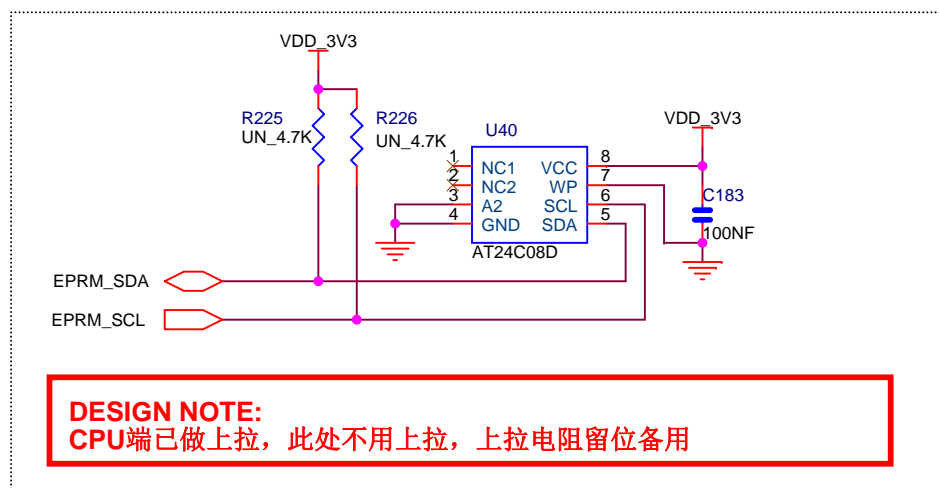 VDD_3V3
R225
UN_4.7K
R226
UN_4.7K
U40
VDD_3V3
1 NC1 VCC 8
2 NC2 WP 7
3 A2 SCL 6
4 GND SDA 5
AT24C08D
C183
100NF
EPRM_SDA
EPRM_SCL
DESIGN NOTE:
CPU端已做上拉，此处不用上拉，上拉电阻留位备用